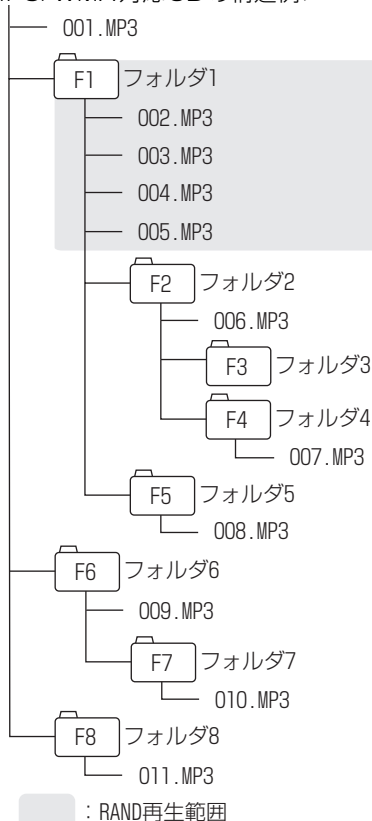 001.MP3
F1 フォルダ1
002.MP3
003.MP3
004.MP3
005.MP3
F2 フォルダ2
006.MP3
F3 フォルダ3
F4 フォルダ4
007.MP3
F5 フォルダ5
008.MP3
F6 フォルダ6
009.MP3
F7 フォルダ7
010.MP3
F8 フォルダ8
011.MP3
：RAND再生範囲